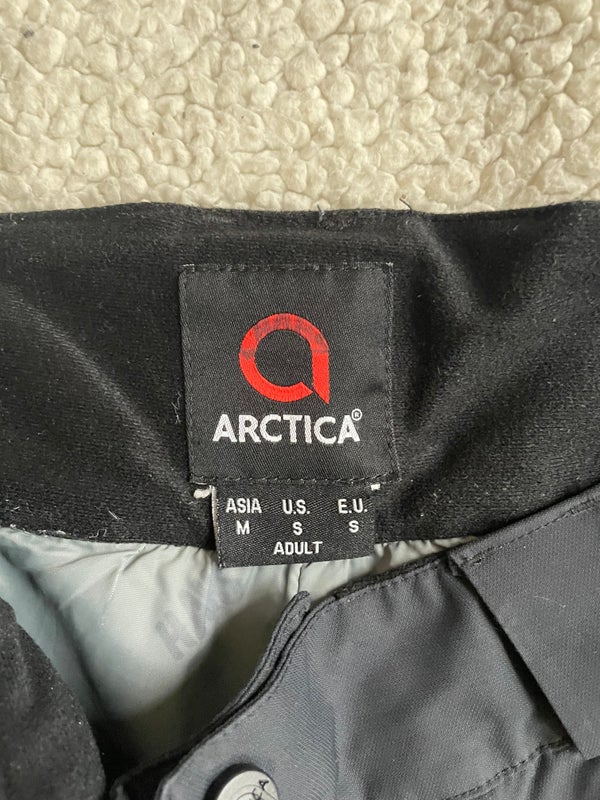 ARCTICA®
ASIA U.S. E.U.
M S S
ADULT